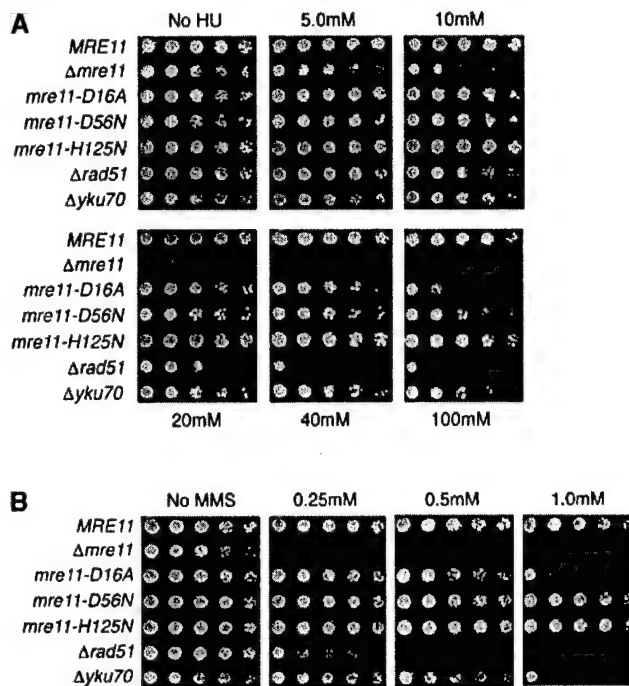 A
No HU 5.0mM 10mM
MRE11
Δmre11
mre11-D16A
mre11-D56N
mre11-H125N
Δrad51
Δyku70
MRE11
Δmre11
mre11-D16A
mre11-D56N
mre11-H125N
Δrad51
Δyku70
20mM 40mM 100mM
B
No MMS 0.25mM 0.5mM 1.0mM
MRE11
Δmre11
mre11-D16A
mre11-D56N
mre11-H125N
Δrad51
Δyku70